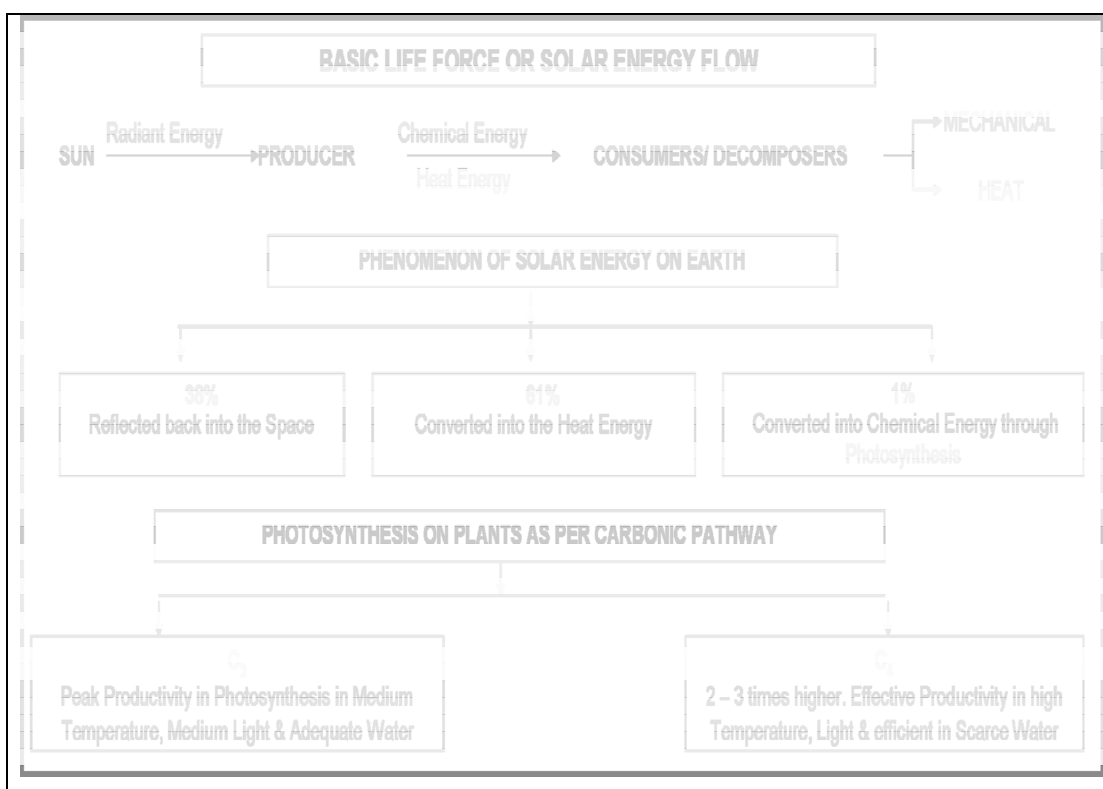 BASIC LIFE FORCE OR SOLAR ENERGY FLOW
SUN Radiant Energy PRODUCER Chemical Energy CONSUMERS/ DECOMPOSERS MECHANICAL
Heat Energy HEAT
PHENOMENON OF SOLAR ENERGY ON EARTH
38%
Reflected back into the Space
61%
Converted into the Heat Energy
1%
Converted into Chemical Energy through
Photosynthesis
PHOTOSYNTHESIS ON PLANTS AS PER CARBONIC PATHWAY
C₃
Peak Productivity in Photosynthesis in Medium
Temperature, Medium Light & Adequate Water
C₄
2 – 3 times higher. Effective Productivity in high
Temperature, Light & efficient in Scarce Water